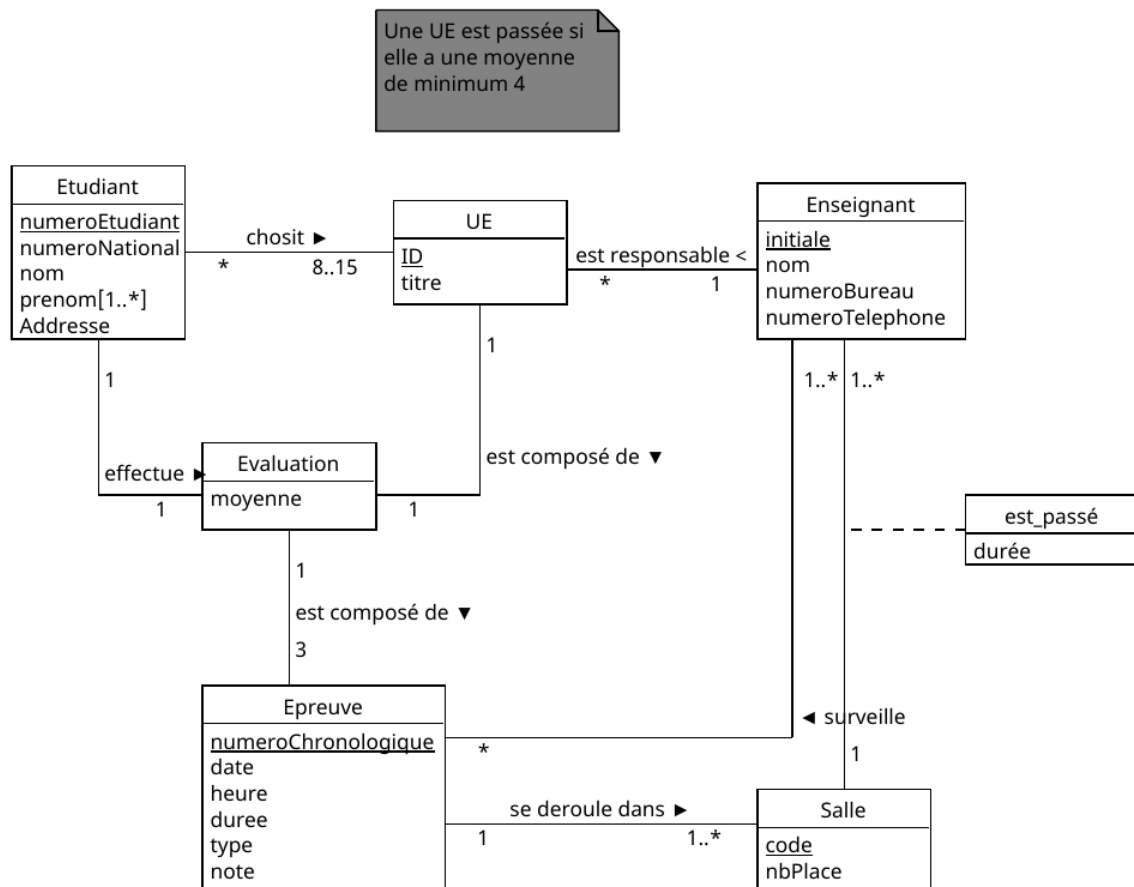 Une UE est passée si
elle a une moyenne
de minimum 4
Etudiant
numeroEtudiant
numeroNational
nom
prenom[1..*]
Addresse
chosit ►
* 8..15
UE
ID
titre
est responsable <
* 1
Enseignant
initiale
nom
numeroBureau
numeroTelephone
1
1
1..* 1..*
effectue ►
1
Evaluation
moyenne
est composé de ▼
1
est_passé
durée
1
est composé de ▼
3
Epreuve
numeroChronologique
date
heure
duree
type
note
◄ surveille
*
1
se deroule dans ►
1 1..*
Salle
code
nbPlace